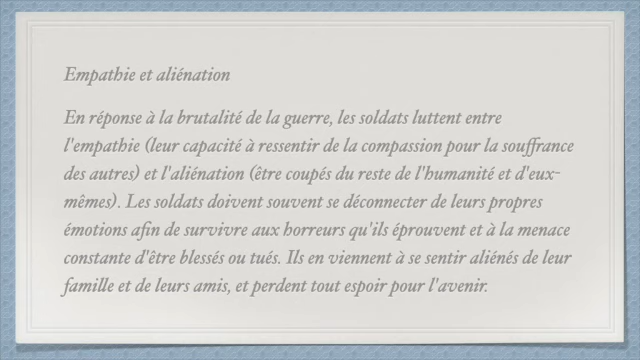 Empathie et aliénation
En réponse à la brutalité de la guerre, les soldats luttent entre
l'empathie (leur capacité à ressentir de la compassion pour la souffrance
des autres) et l'aliénation (être coupés du reste de l'humanité et d'eux-
mêmes). Les soldats doivent souvent se déconnecter de leurs propres
émotions afin de survivre aux horreurs qu'ils éprouvent et à la menace
constante d'être blessés ou tués. Ils en viennent à se sentir aliénés de leur
famille et de leurs amis, et perdent tout espoir pour l'avenir.